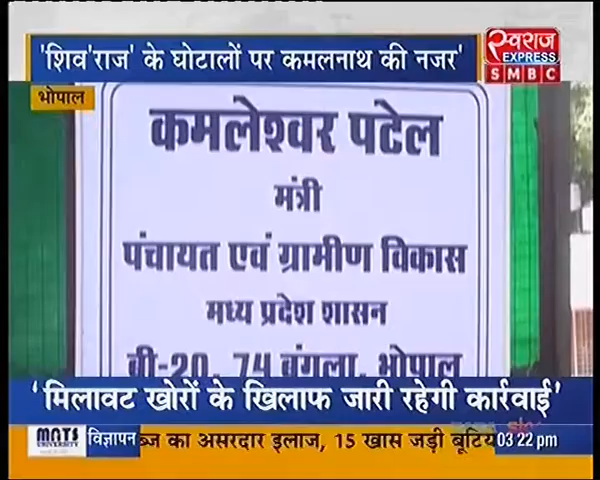 'शिव'राज' के घोटालों पर कमलनाथ की नजर'
स्वराज
EXPRESS
SMBC
भोपाल
कमलेश्वर पटेल
मंत्री
पंचायत एवं ग्रामीण विकास
मध्य प्रदेश शासन
बी-20, 74 बंगला, भोपाल
'मिलावट खोरों के खिलाफ जारी रहेगी कार्रवाई'
MATS
UNIVERSITY
विज्ञापन
का असरदार इलाज, 15 खास जड़ी बूटिय
03:22 pm